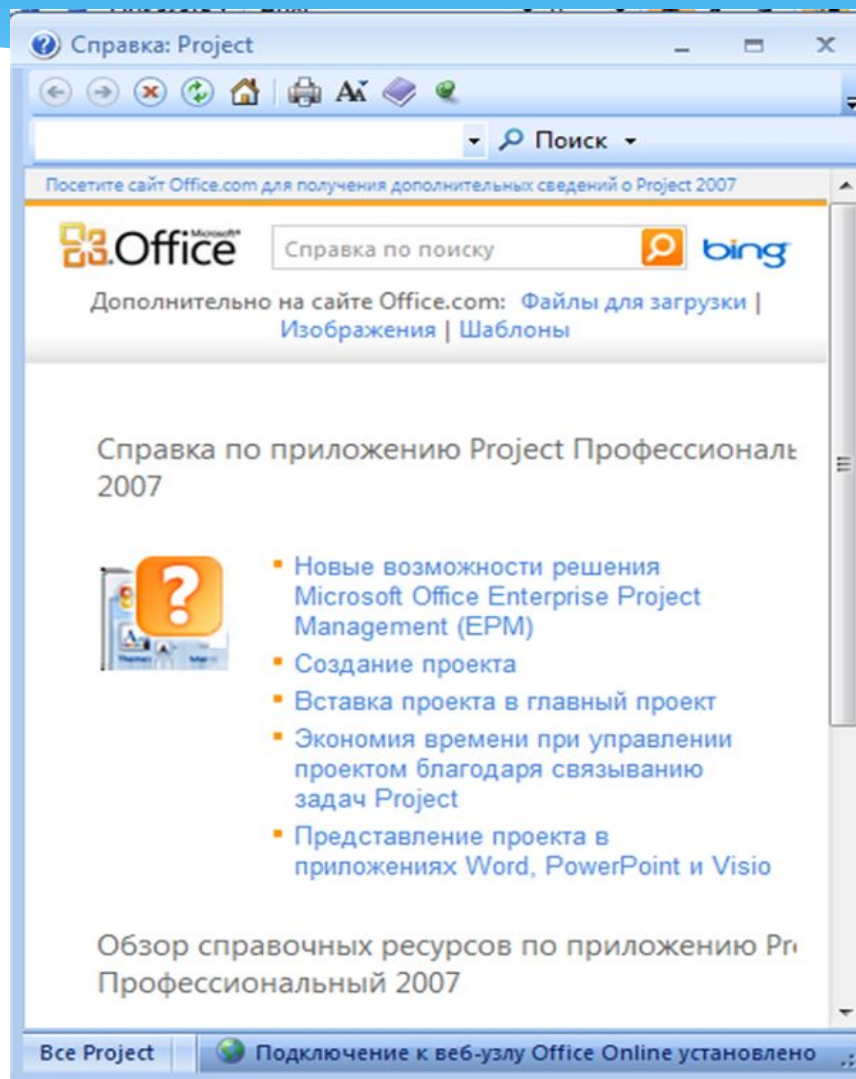 Справка: Project
Поиск
Посетите сайт Office.com для получения дополнительных сведений о Project 2007
Microsoft®
Office
Справка по поиску
bing
Дополнительно на сайте Office.com: Файлы для загрузки |
Изображения | Шаблоны
Справка по приложению Project Профессиональ
2007
Новые возможности решения
Microsoft Office Enterprise Project
Management (EPM)
Создание проекта
Вставка проекта в главный проект
Экономия времени при управлении
проектом благодаря связыванию
задач Project
Представление проекта в
приложениях Word, PowerPoint и Visio
Обзор справочных ресурсов по приложению Pr
Профессиональный 2007
Все Project
Подключение к веб-узлу Office Online установлено